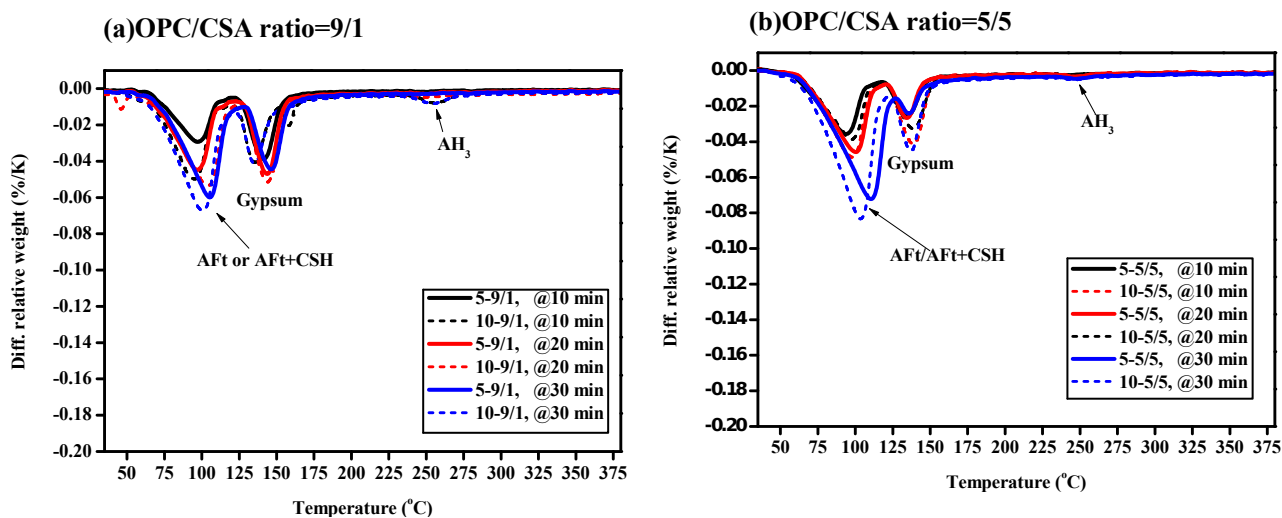 (a)OPC/CSA ratio=9/1
0.00
-0.02
-0.04
-0.06
-0.08
-0.10
-0.12
-0.14
-0.16
-0.18
-0.20
Diff. relative weight (%/K)
AH3
Gypsum
AFt or AFt+CSH
5-9/1, @10 min
10-9/1, @10 min
5-9/1, @20 min
10-9/1, @20 min
5-9/1, @30 min
10-9/1, @30 min
50 75 100 125 150 175 200 225 250 275 300 325 350 375
Temperature (°C)
(b)OPC/CSA ratio=5/5
0.00
-0.02
-0.04
-0.06
-0.08
-0.10
-0.12
-0.14
-0.16
-0.18
-0.20
Diff. relative weight (%/K)
AH3
Gypsum
AFt/AFt+CSH
5-5/5, @10 min
10-5/5, @10 min
5-5/5, @20 min
10-5/5, @20 min
5-5/5, @30 min
10-5/5, @30 min
50 75 100 125 150 175 200 225 250 275 300 325 350 375
Temperature (°C)